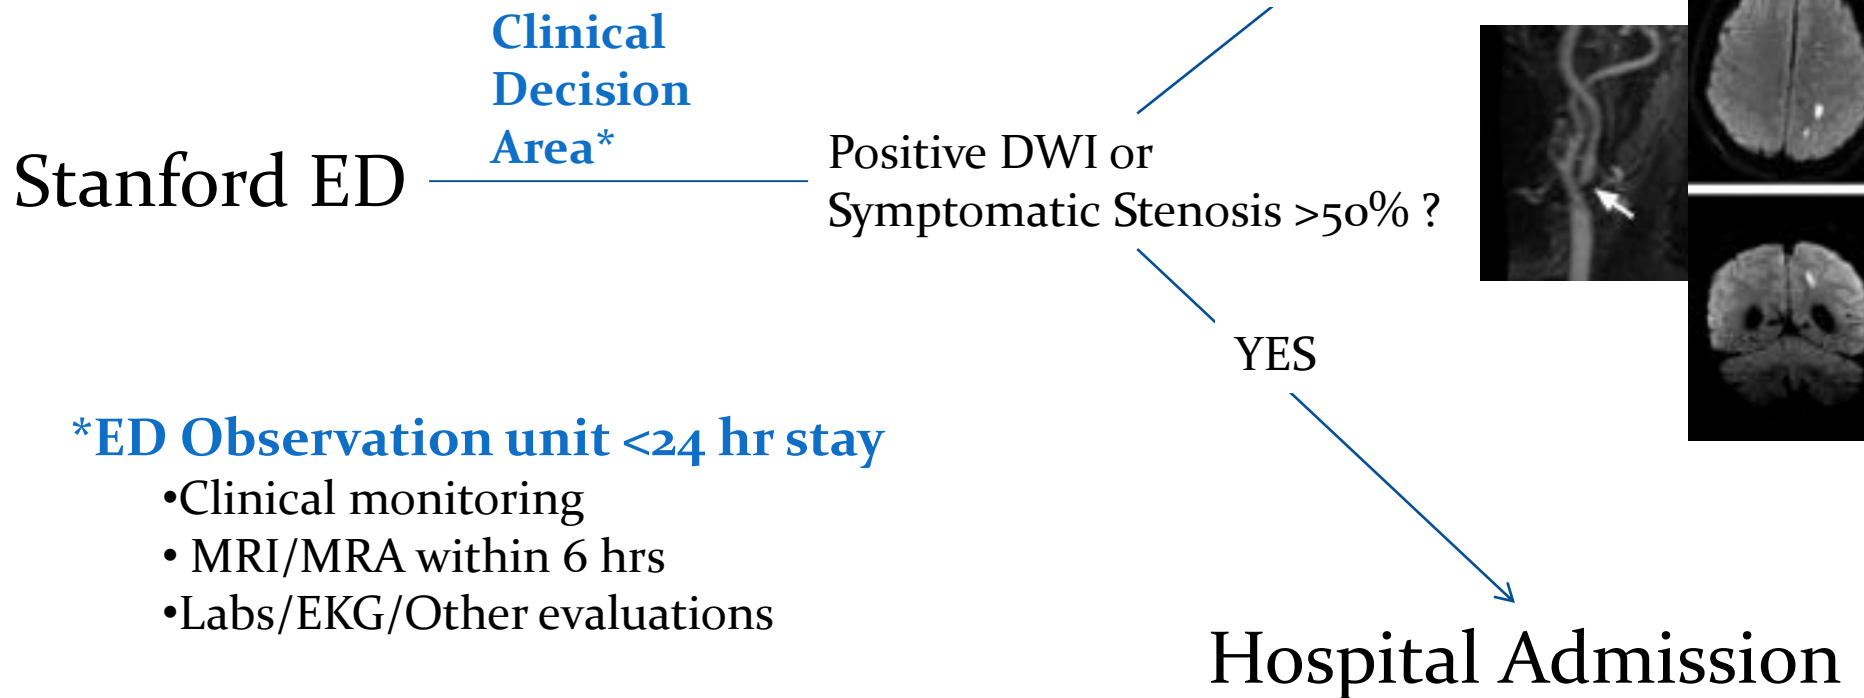 Clinical
Decision
Area*
Stanford ED
Positive DWI or
Symptomatic Stenosis >50% ?
YES
*ED Observation unit <24 hr stay
•Clinical monitoring
• MRI/MRA within 6 hrs
•Labs/EKG/Other evaluations
Hospital Admission